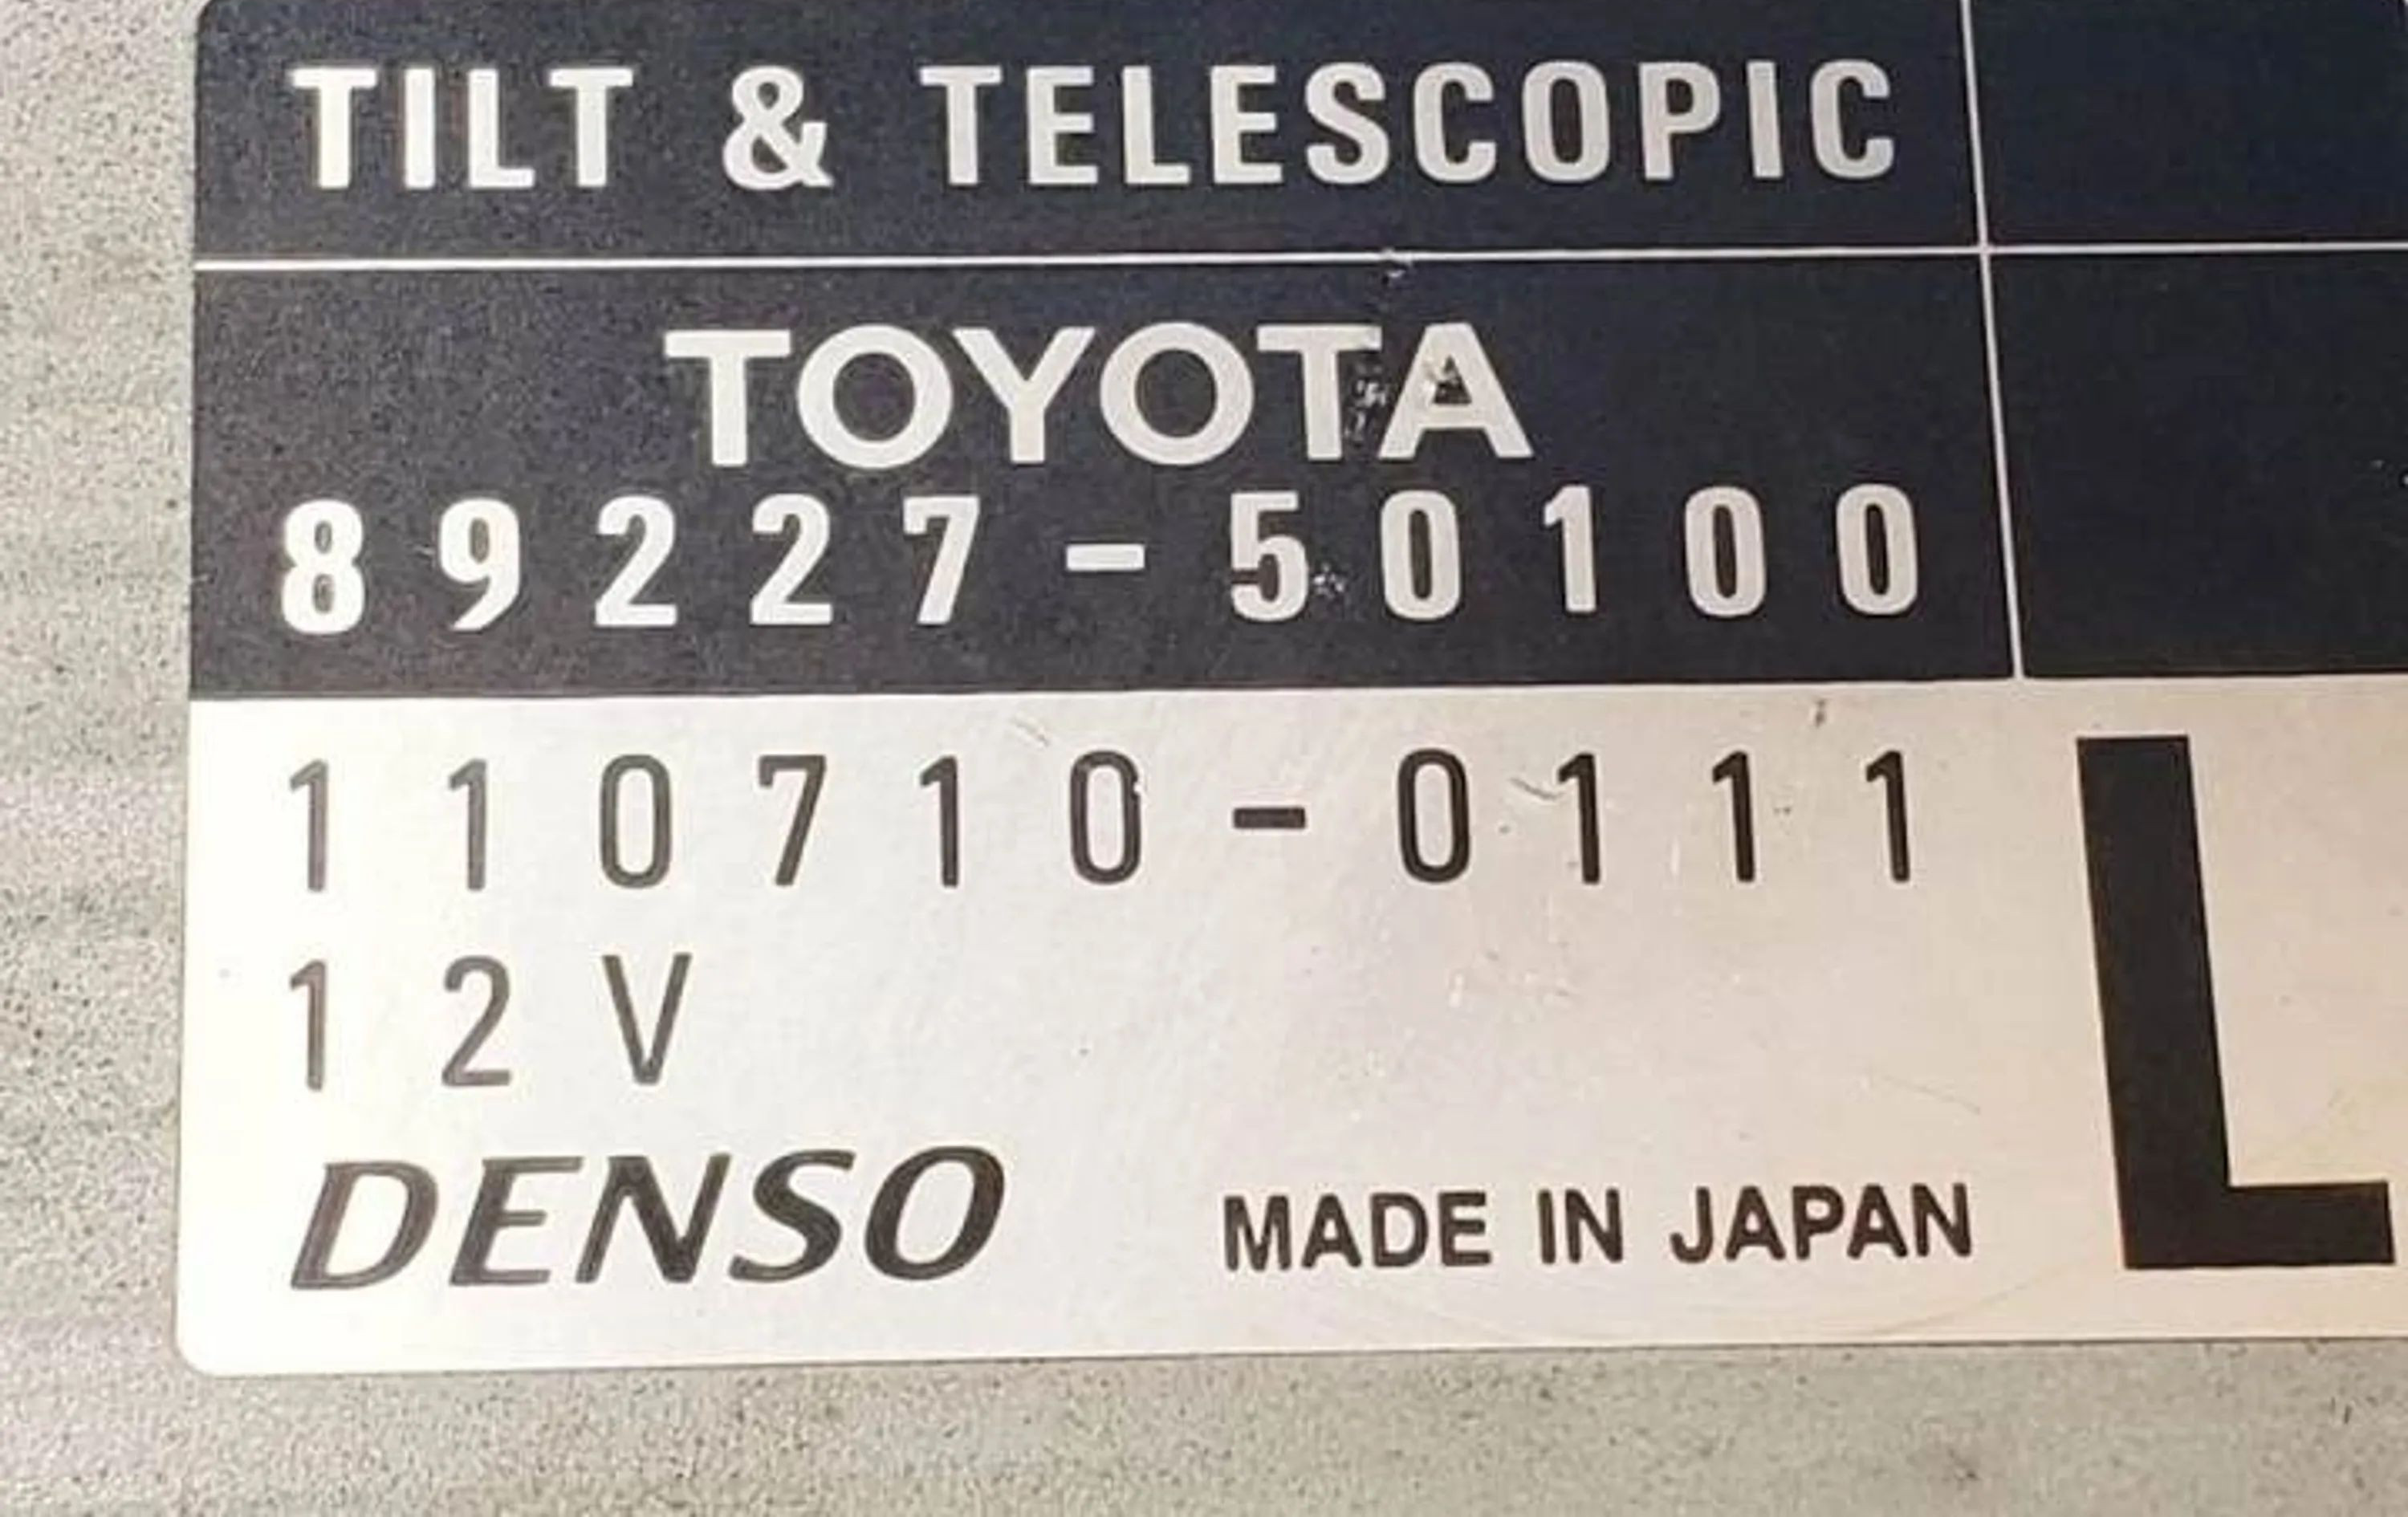 TILT & TELESCOPIC
TOYOTA
89227-50100
110710-0111
12V
L
DENSO
MADE IN JAPAN